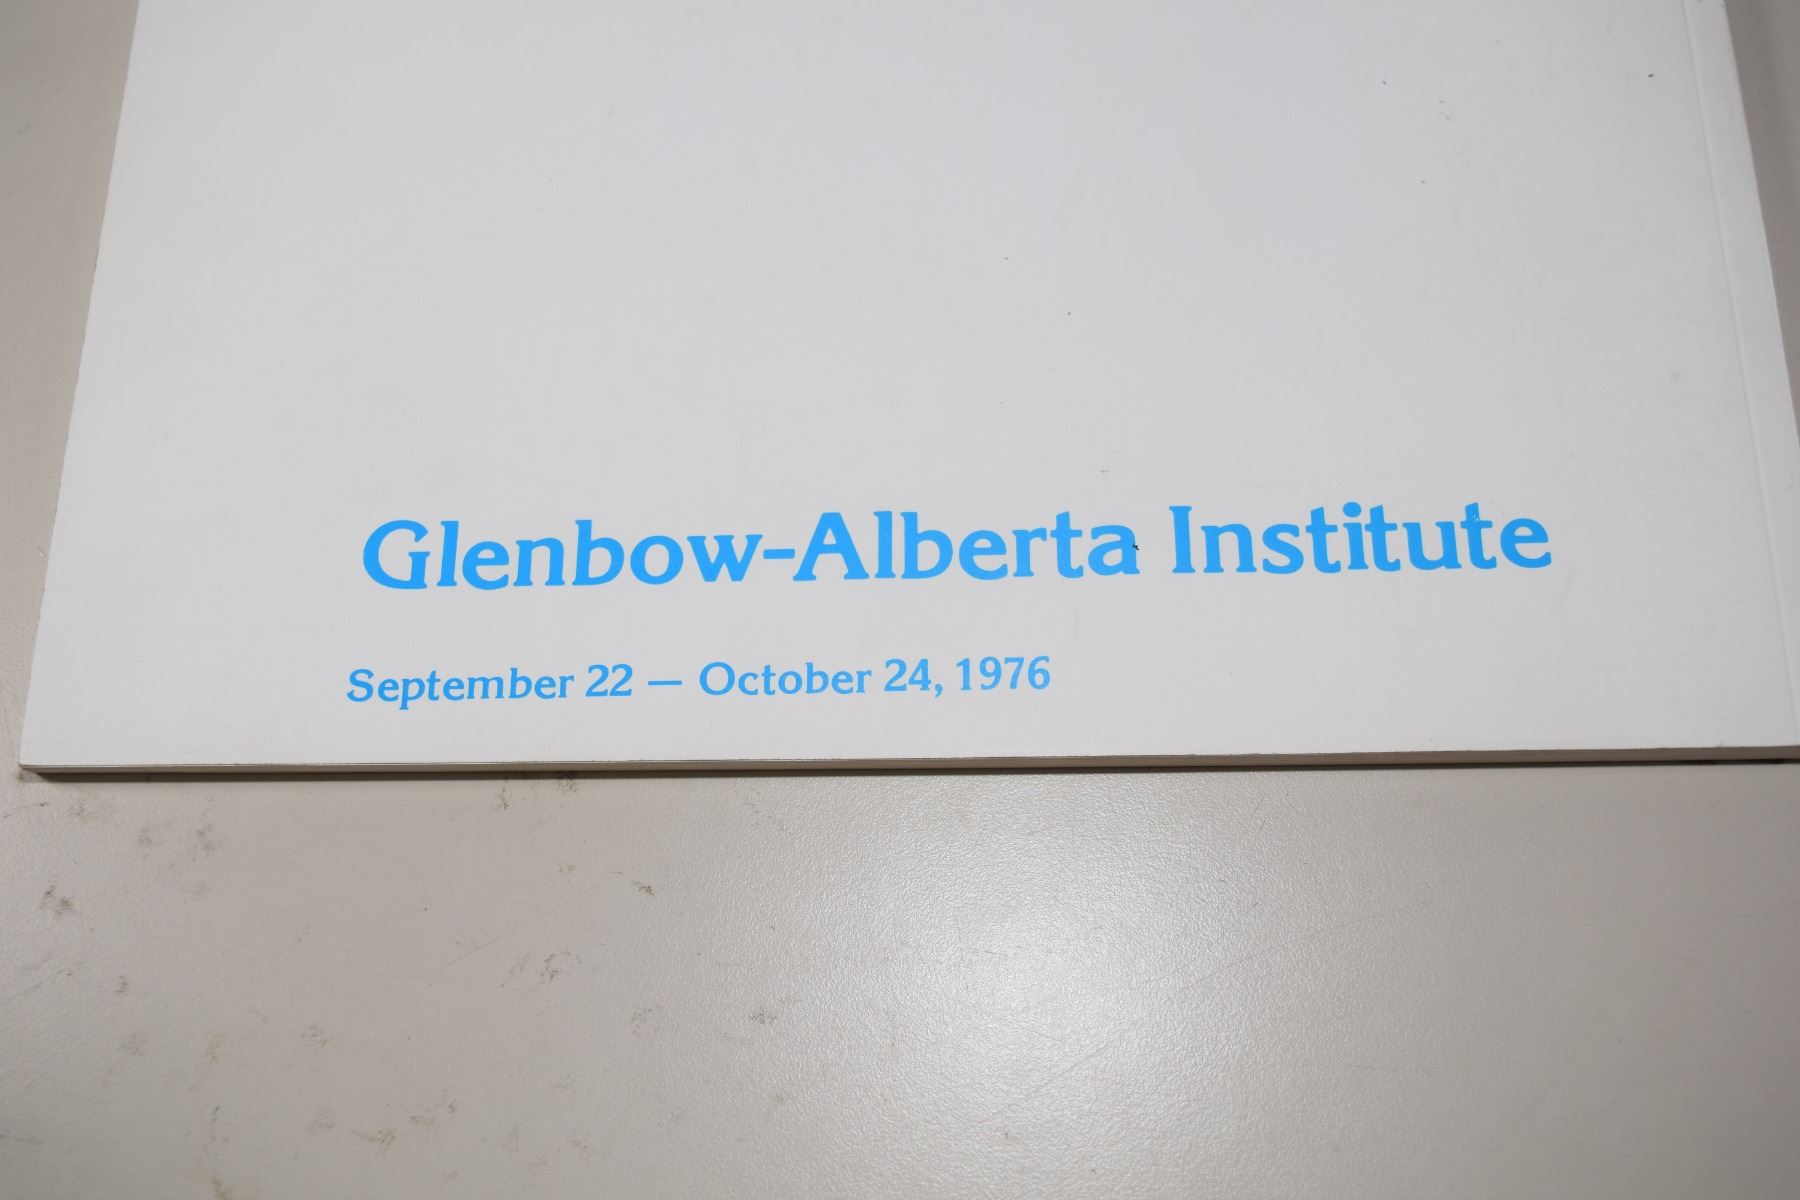 Glenbow-Alberta Institute
September 22 — October 24, 1976